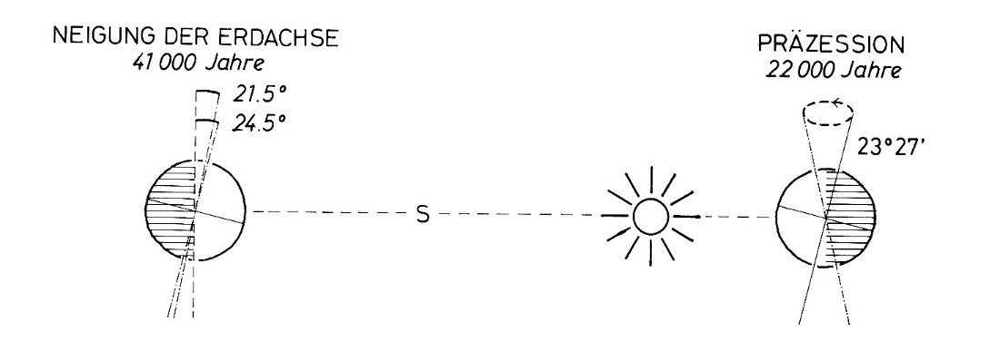 NEIGUNG DER ERDACHSE
41 000 Jahre
21.5°
24.5°
S
PRÄZESSION
22 000 Jahre
23°27'